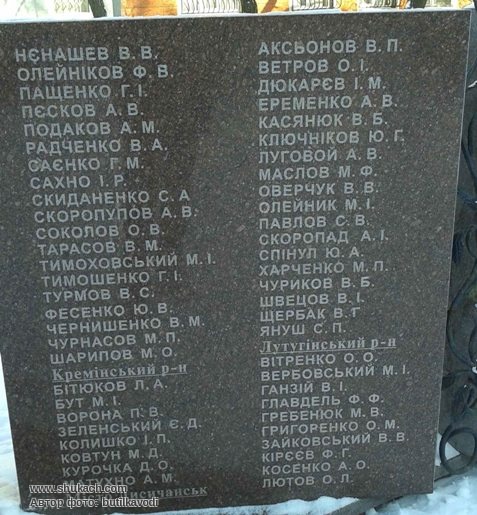 НЄНАШЕВ В. В.
ОЛЕЙНІКОВ Ф. В.
ПАЩЕНКО Г. І.
ПЄСКОВ А. В.
ПОДАКОВ А. М.
РАДЧЕНКО В. А.
САЄНКО Г. М.
САХНО І. Р.
СКИДАНЕНКО С. А
СКОРОПУПОВ А. В.
СОКОЛОВ О. В.
ТАРАСОВ В. М.
ТИМОХОВСЬКИЙ М. І.
ТИМОШЕНКО Г. І.
ТУРМОВ В. С.
ФЕСЕНКО Ю. В.
ЧЕРНИШЕНКО В. М.
ЧУРНАСОВ М. П.
ШАРИПОВ М. О.
Кремінський р-н
БІТЮКОВ Л. А.
БУТ М. І.
ВОРОНА П. В.
ЗЕЛЕНСЬКИЙ Є. Д.
КОЛИШКО І. П.
КОВТУН М. Д.
КУРОЧКА Д. О.
МАТУХНО А. М.
Лисичанськ
АКСЬОНОВ В. П.
ВЕТРОВ О. І.
ДЮКАРЄВ І. М.
ЕРЕМЕНКО А. В.
КАСЯНЮК В. Б.
КЛЮЧНІКОВ Ю. Г.
ЛУГОВОЙ А. В.
МАСЛОВ М. Ф.
ОВЕРЧУК В. В.
ОЛЕЙНИК М. І.
ПАВЛОВ С. В.
СКОРОПАД А. І.
СПІНУЛ Ю. А.
ХАРЧЕНКО М. П.
ЧУРИКОВ В. Б.
ШВЕЦОВ В. І.
ЩЕРБАК В. Г
ЯНУШ С. П.
Лутугінський р-н
ВІТРЕНКО О. О.
ВЕРБОВСЬКИЙ М. І.
ГАНЗІЙ В. І.
ГЛАВДЕЛЬ Ф. Ф.
ГРЕБЕНЮК М. В.
ГРИГОРЕНКО О. М.
ЗАЙКОВСЬКИЙ В. В
КІРЄЄВ Ф. Г.
КОСЕНКО А. О.
ЛЮТОВ О. Л.
www.shukach.com
Автор фото: butilkavodi